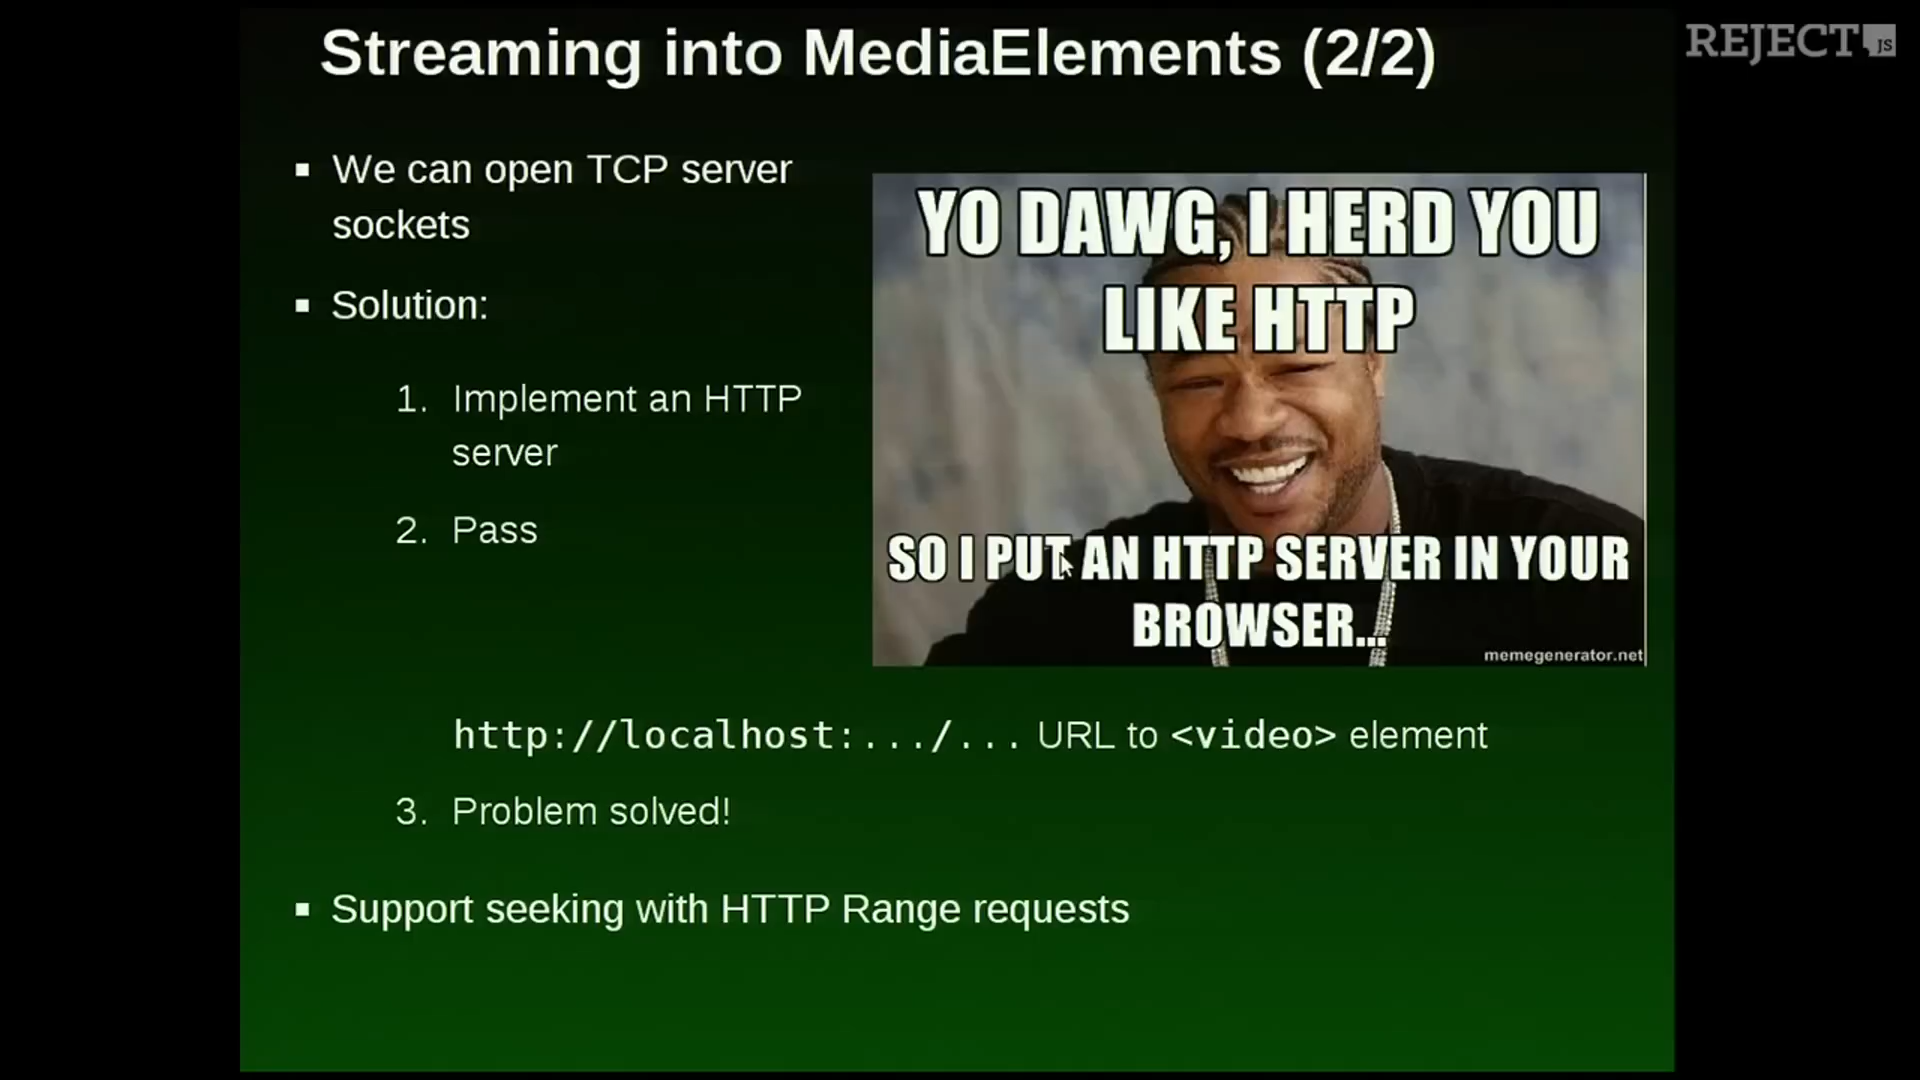 Streaming into MediaElements (2/2)
REJECT JS
▪ We can open TCP server
sockets
▪ Solution:
1. Implement an HTTP
server
2. Pass
http://localhost:.../... URL to <video> element
3. Problem solved!
▪ Support seeking with HTTP Range requests
YO DAWG, I HERD YOU
LIKE HTTP
SO I PUT AN HTTP SERVER IN YOUR
BROWSER...
memegenerator.net